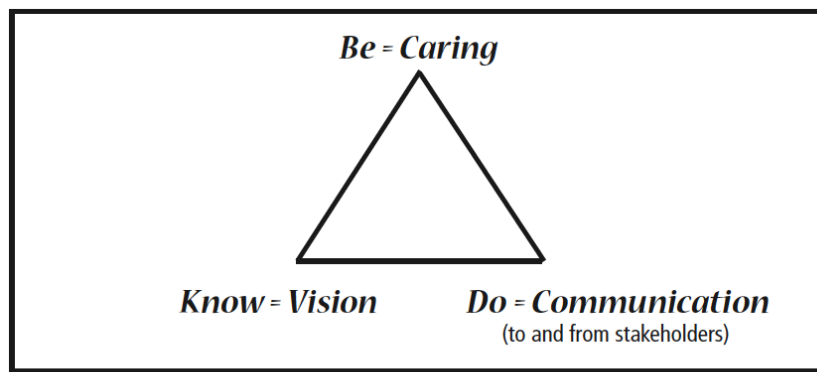 Be = Caring
Know = Vision
Do = Communication
(to and from stakeholders)